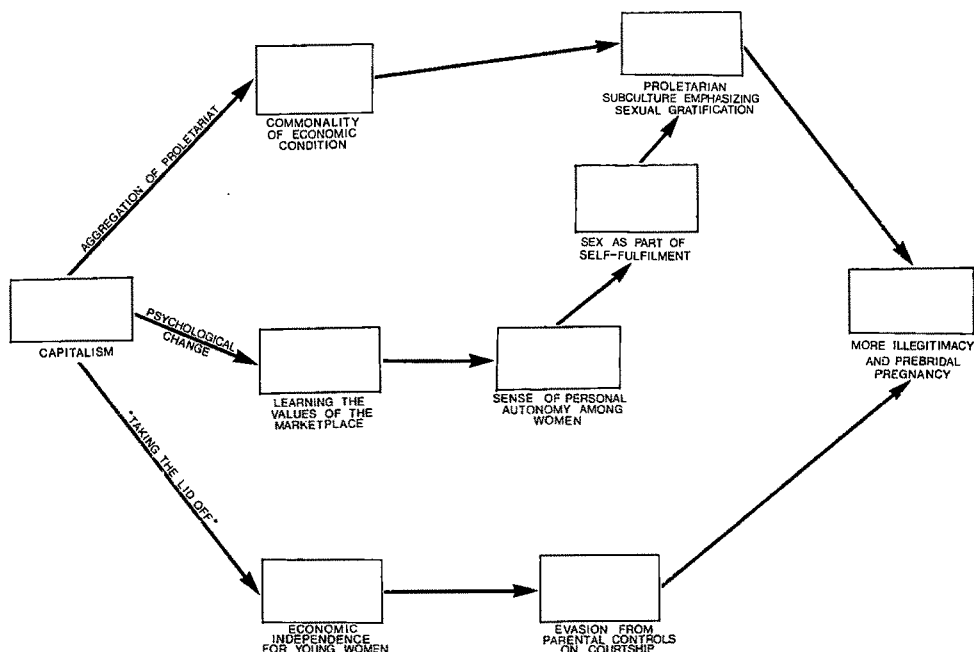 PROLETARIAN
SUBCULTURE EMPHASIZING
SEXUAL GRATIFICATION
COMMONALITY
OF ECONOMIC
CONDITION
AGGREGATION OF PROLETARIAT
SEX AS PART OF
SELF-FULFILMENT
CAPITALISM
PSYCHOLOGICAL
CHANGE
LEARNING THE
VALUES OF THE
MARKETPLACE
SENSE OF PERSONAL
AUTONOMY AMONG
WOMEN
MORE ILLEGITIMACY
AND PREBRIDAL
PREGNANCY
"TAKING THE LID OFF"
ECONOMIC
INDEPENDENCE
FOR YOUNG WOMEN
EVASION FROM
PARENTAL CONTROLS
ON COURTSHIP